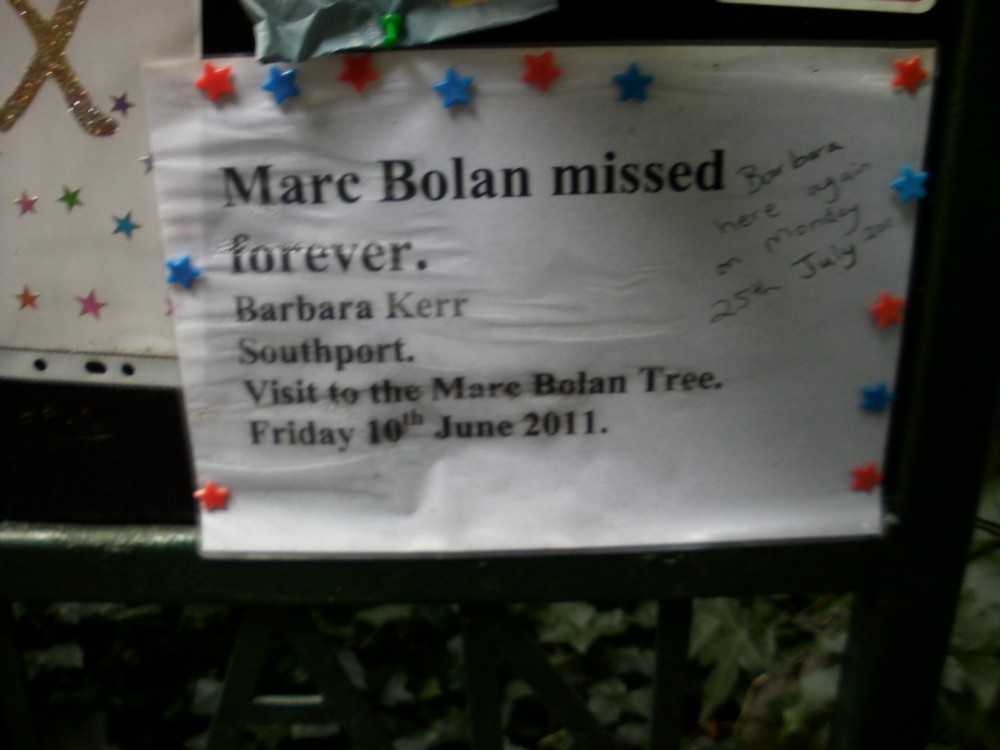 X
Marc Bolan missed
forever.
Barbara Kerr
Southport.
Visit to the Marc Bolan Tree.
Friday 10th June 2011.
Barbara
here again
on Monday
25th July